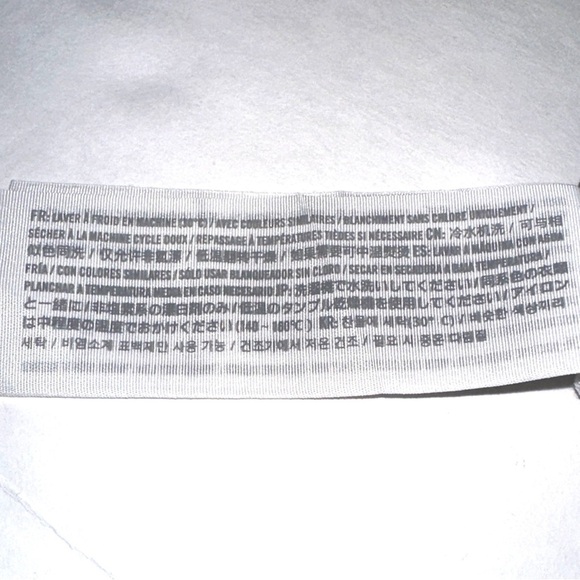 FR: LAVER À FROID EN MACHINE (30°C) / AVEC COULEURS SIMILAIRES / BLANCHIMENT SANS CHLORE UNIQUEMENT /
SÉCHER À LA MACHINE CYCLE DOUX / REPASSAGE À TEMPÉRATURES TIÈDES SI NÉCESSAIRE CN: 冷水机洗 / 可与相
似色同洗 / 仅允许非氯漂 / 低温翻转干燥 / 如果需要可中温熨烫 ES: LAVAR A MÁQUINA CON AGUA
FRÍA / CON COLORES SIMILARES / SÓLO USAR BLANQUEADOR SIN CLORO / SECAR EN SECADORA A BAJA TEMPERATURA /
PLANCHAR A TEMPERATURA MEDIA EN CASO NECESARIO JP: 洗濯機で水洗いしてください / 同系色の衣類
と一緒に / 非塩素系の漂白剤のみ / 低温のタンブル乾燥機を使用してください / アイロン
は中程度の温度でおかけください (140~160℃) KR: 찬물에 세탁(30° C) / 비슷한 색상끼리
세탁 / 비염소계 표백제만 사용 가능 / 건조기에서 저온 건조 / 필요 시 중온 다림질